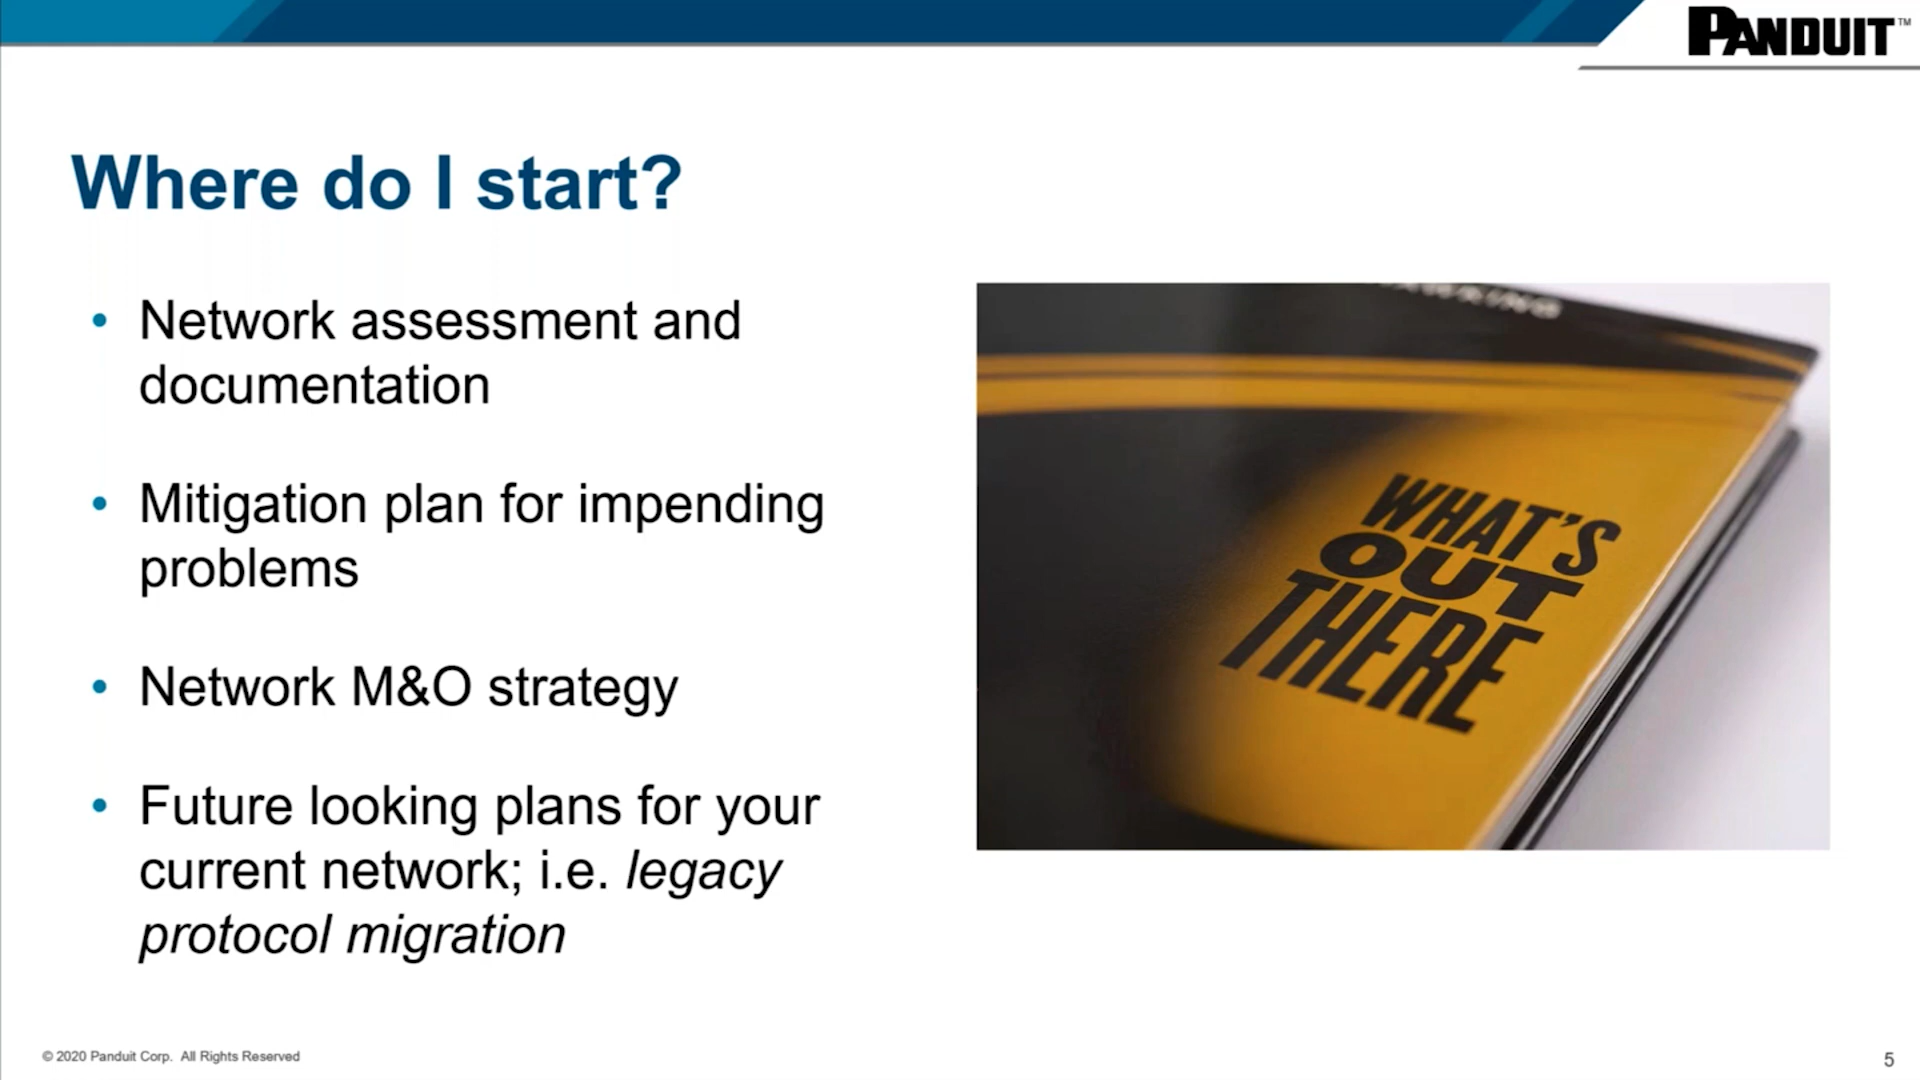 PANDUIT™
Where do I start?
• Network assessment and
documentation
• Mitigation plan for impending
problems
• Network M&O strategy
• Future looking plans for your
current network; i.e. legacy
protocol migration
WHAT'S
OUT
THERE
© 2020 Panduit Corp. All Rights Reserved
5